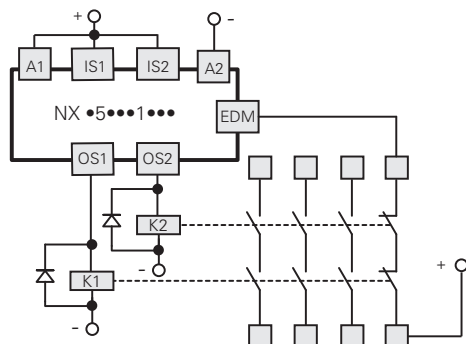 + -
A1 IS1 IS2 A2
NX •5•••1•••
EDM
OS1 OS2
K2
-
+
K1
-